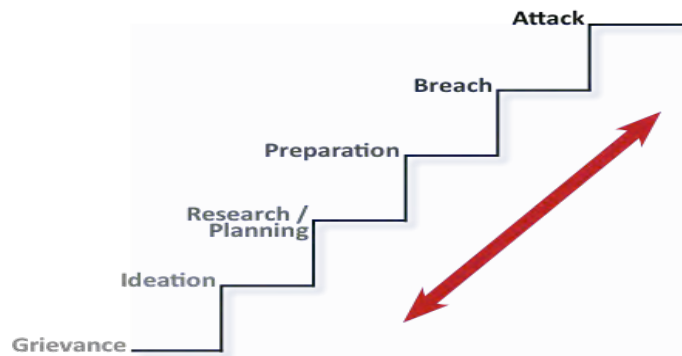 Attack
Breach
Preparation
Research /
Planning
Ideation
Grievance